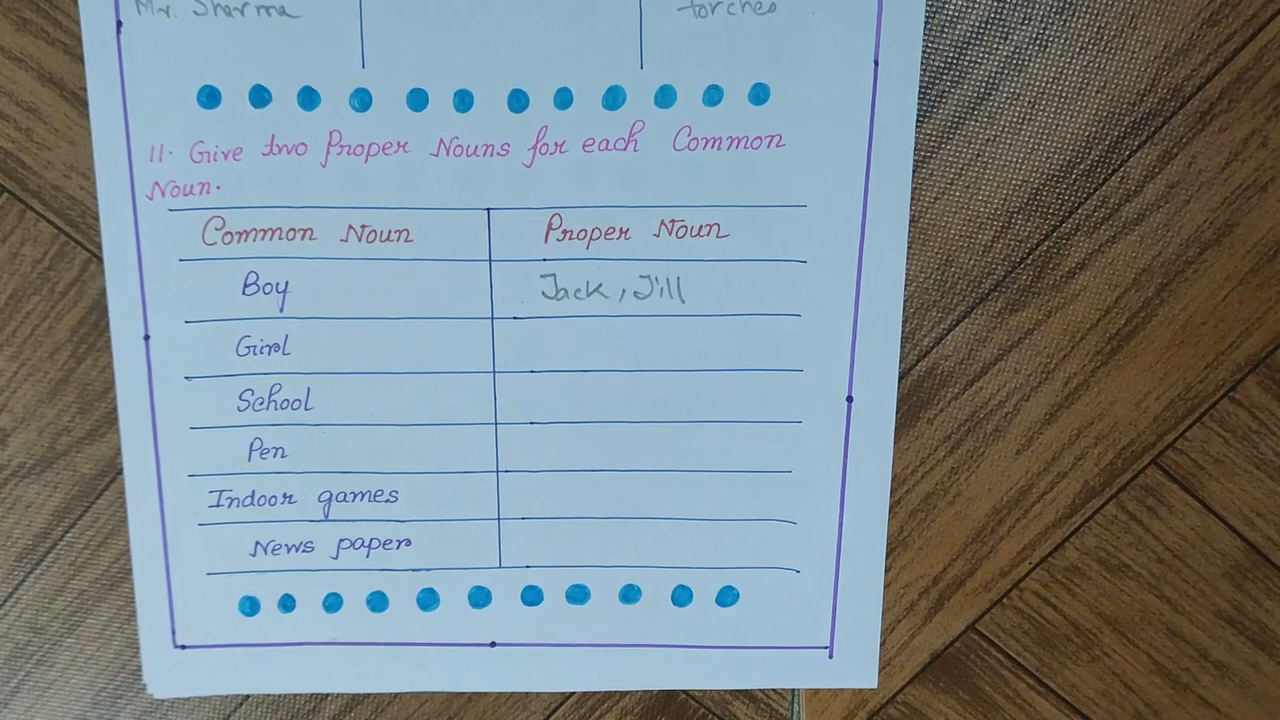 Mr. Sharma
torches
11. Give two Proper Nouns for each Common
Noun.
Common Noun Proper Noun
Boy Jack, Jill
Girl
School
Pen
Indoor games
News paper